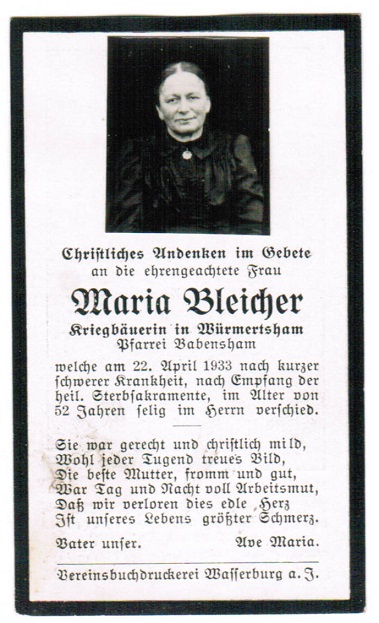 Christliches Andenken im Gebete
an die ehrengeachtete Frau
Maria Bleicher
Kriegbäuerin in Würmertsham
Pfarrei Babensham
welche am 22. April 1933 nach kurzer
schwerer Krankheit, nach Empfang der
heil. Sterbsakramente, im Alter von
52 Jahren selig im Herrn verschied.
Sie war gerecht und christlich mild,
Wohl jeder Tugend treues Bild,
Die beste Mutter, fromm und gut,
War Tag und Nacht voll Arbeitsmut,
Daß wir verloren dies edle Herz
Ist unseres Lebens größter Schmerz.
Vater unser. Ave Maria.
Vereinsbuchdruckerei Wasserburg a. J.